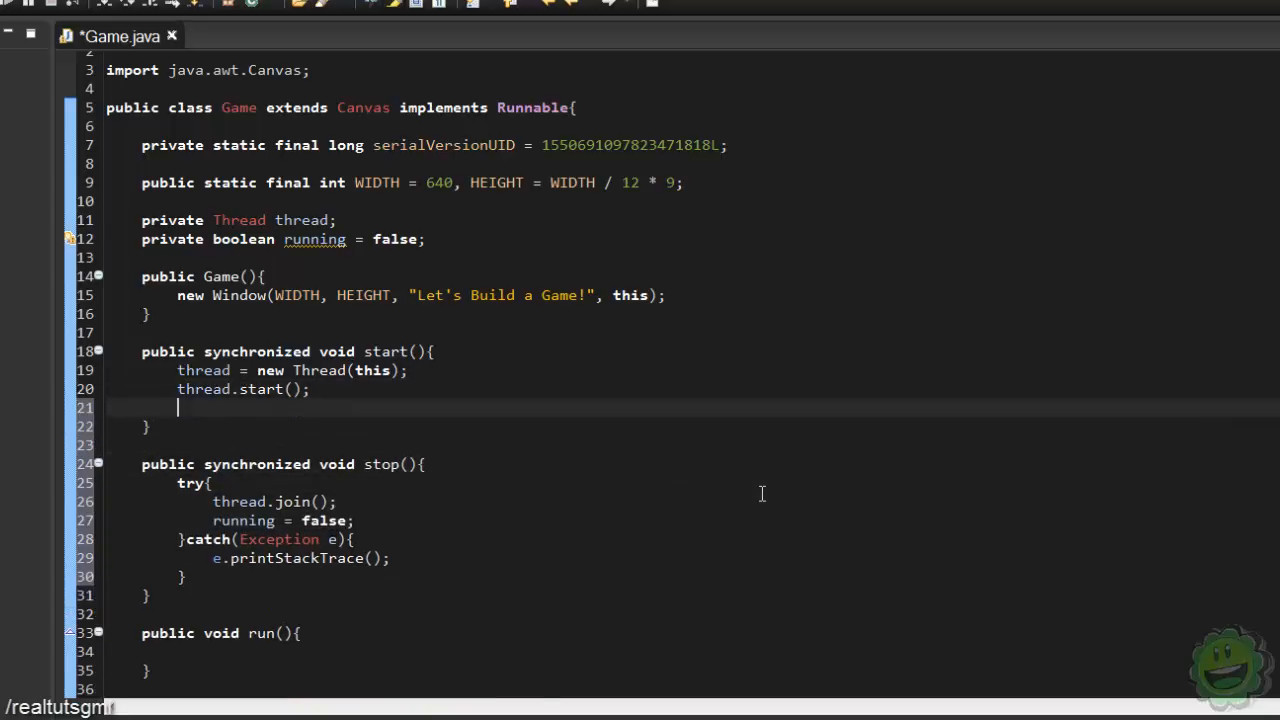 *Game.java
2
3 import java.awt.Canvas;
4
5 public class Game extends Canvas implements Runnable{
6
7 private static final long serialVersionUID = 1550691097823471818L;
8
9 public static final int WIDTH = 640, HEIGHT = WIDTH / 12 * 9;
10
11 private Thread thread;
12 private boolean running = false;
13
14 public Game(){
15 new Window(WIDTH, HEIGHT, "Let's Build a Game!", this);
16 }
17
18 public synchronized void start(){
19 thread = new Thread(this);
20 thread.start();
21
22 }
23
24 public synchronized void stop(){
25 try{
26 thread.join();
27 running = false;
28 }catch(Exception e){
29 e.printStackTrace();
30 }
31 }
32
33 public void run(){
34
35 }
36
/realtutsgml